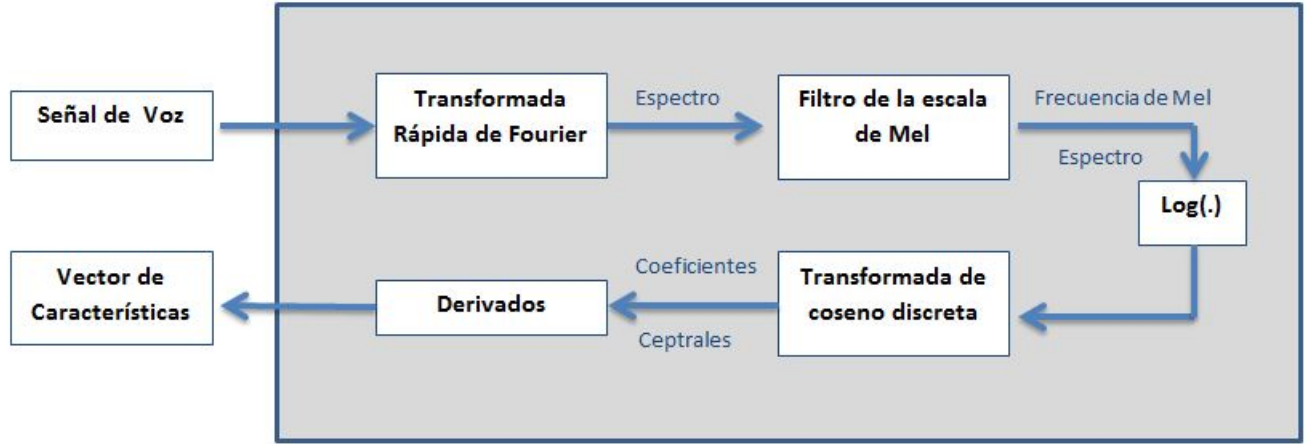 Señal de Voz
Transformada
Rápida de Fourier
Espectro
Filtro de la escala
de Mel
Frecuencia de Mel
Espectro
Log(.)
Transformada de
coseno discreta
Coeficientes
Ceptrales
Derivados
Vector de
Características